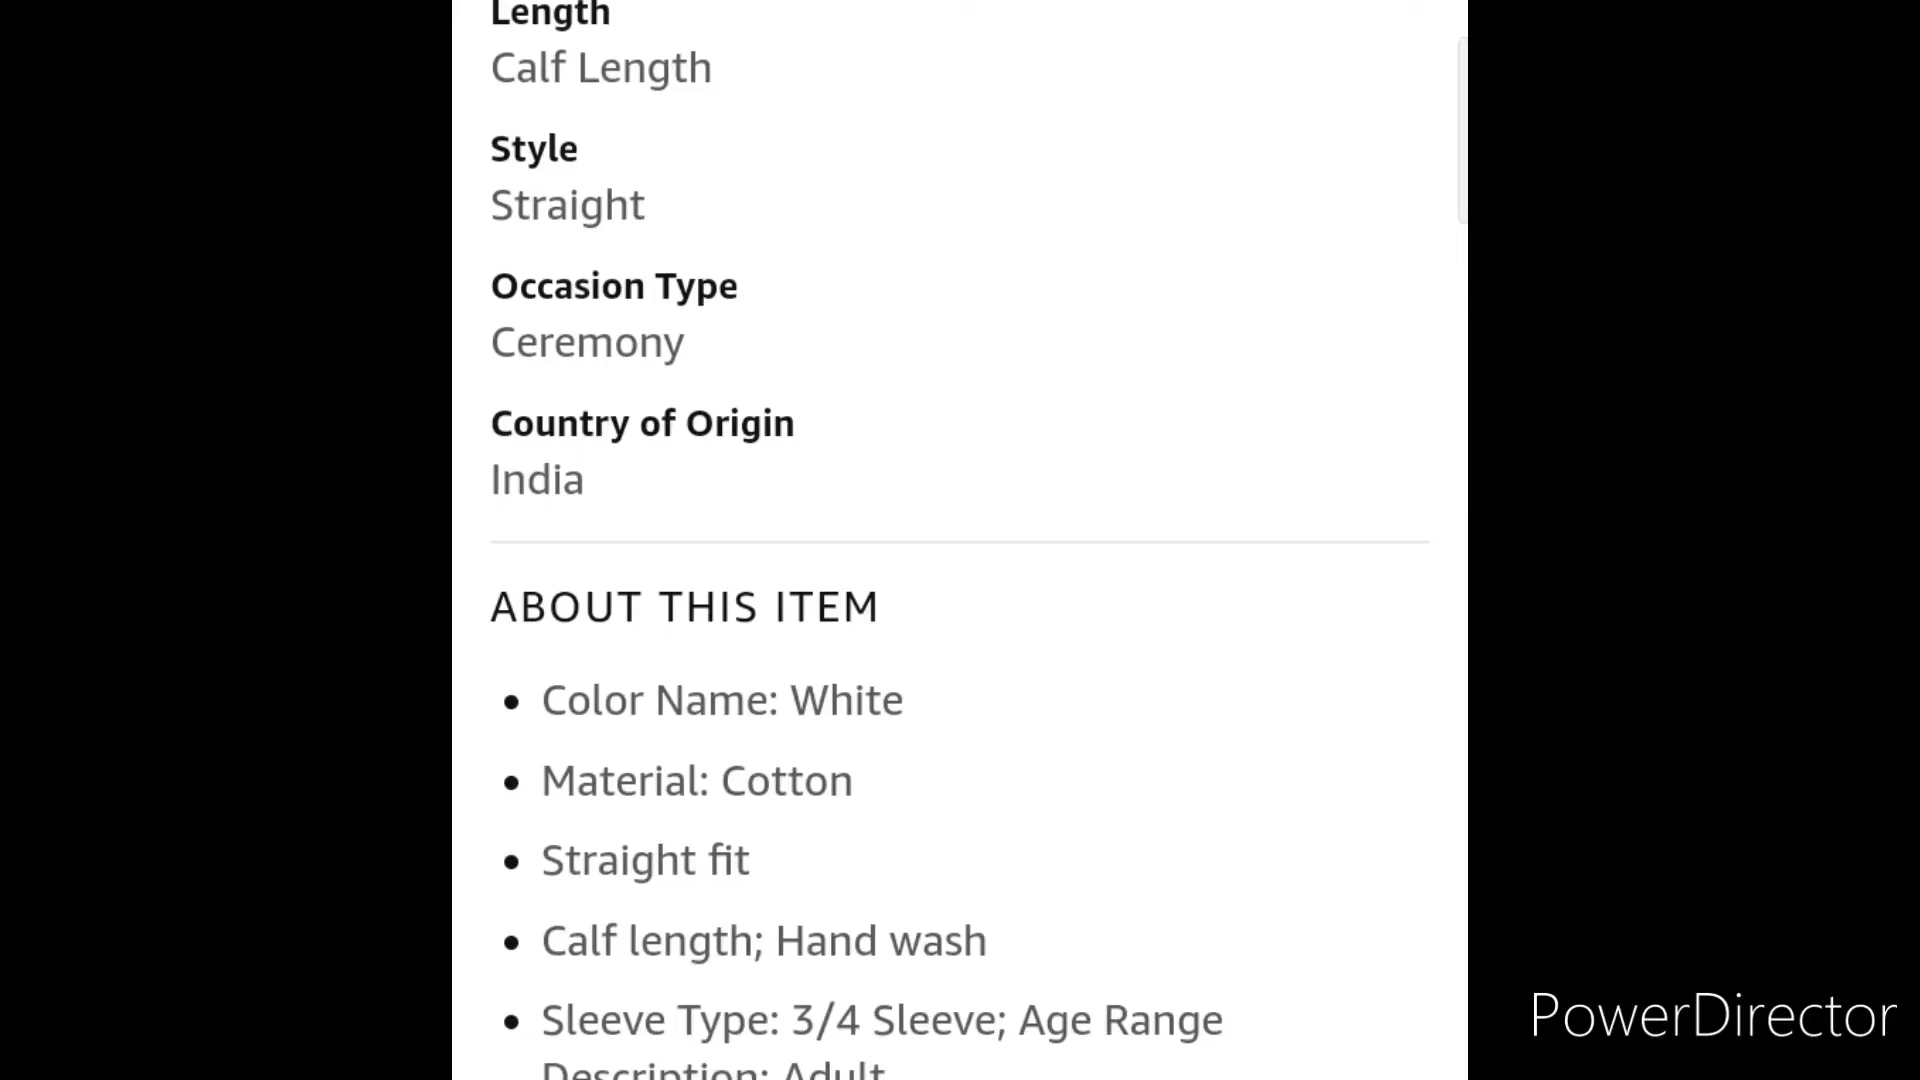 Length
Calf Length
Style
Straight
Occasion Type
Ceremony
Country of Origin
India
ABOUT THIS ITEM
• Color Name: White
• Material: Cotton
• Straight fit
• Calf length; Hand wash
• Sleeve Type: 3/4 Sleeve; Age Range
Description: Adult
PowerDirector